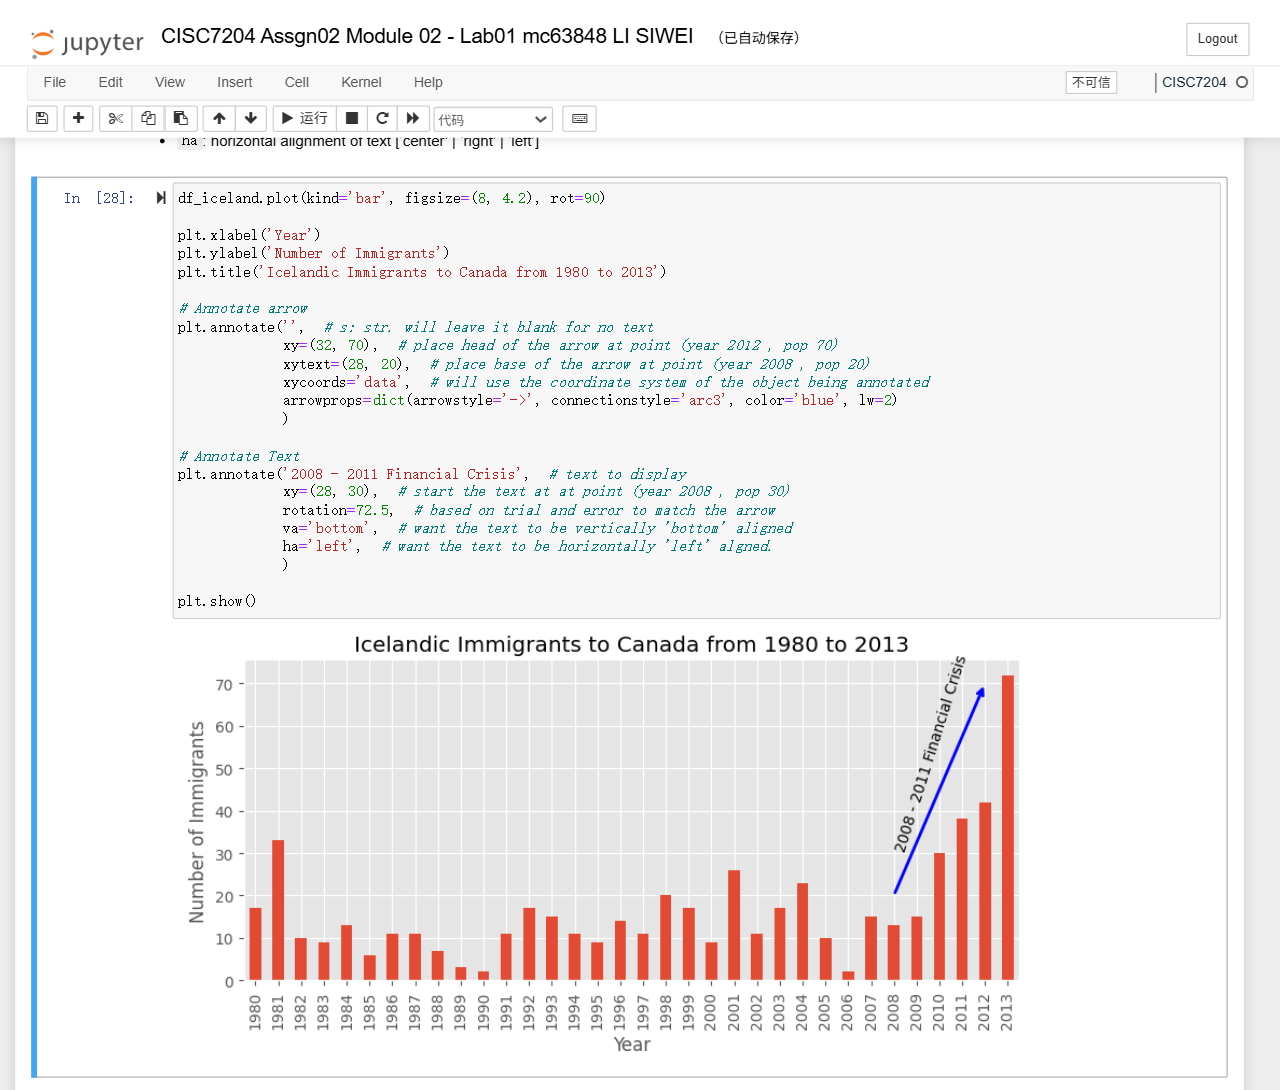 jupyter CISC7204 Assgn02 Module 02 - Lab01 mc63848 LI SIWEI （已自动保存） Logout
File Edit View Insert Cell Kernel Help 不可信 CISC7204
运行 代码
ha : horizontal alignment of text ['center' | 'right' | 'left']
In [28]: df_iceland.plot(kind='bar', figsize=(8, 4.2), rot=90)
plt.xlabel('Year')
plt.ylabel('Number of Immigrants')
plt.title('Icelandic Immigrants to Canada from 1980 to 2013')
# Annotate arrow
plt.annotate('',  # s: str. will leave it blank for no text
xy=(32, 70),  # place head of the arrow at point (year 2012 , pop 70)
xytext=(28, 20),  # place base of the arrow at point (year 2008 , pop 20)
xycoords='data',  # will use the coordinate system of the object being annotated
arrowprops=dict(arrowstyle='->', connectionstyle='arc3', color='blue', lw=2)
)
# Annotate Text
plt.annotate('2008 - 2011 Financial Crisis',  # text to display
xy=(28, 30),  # start the text at at point (year 2008 , pop 30)
rotation=72.5,  # based on trial and error to match the arrow
va='bottom',  # want the text to be vertically 'bottom' aligned
ha='left',  # want the text to be horizontally 'left' algned.
)
plt.show()
Icelandic Immigrants to Canada from 1980 to 2013
Number of Immigrants
70
60
50
40
30
20
10
0
2008 - 2011 Financial Crisis
1980 1981 1982 1983 1984 1985 1986 1987 1988 1989 1990 1991 1992 1993 1994 1995 1996 1997 1998 1999 2000 2001 2002 2003 2004 2005 2006 2007 2008 2009 2010 2011 2012 2013
Year